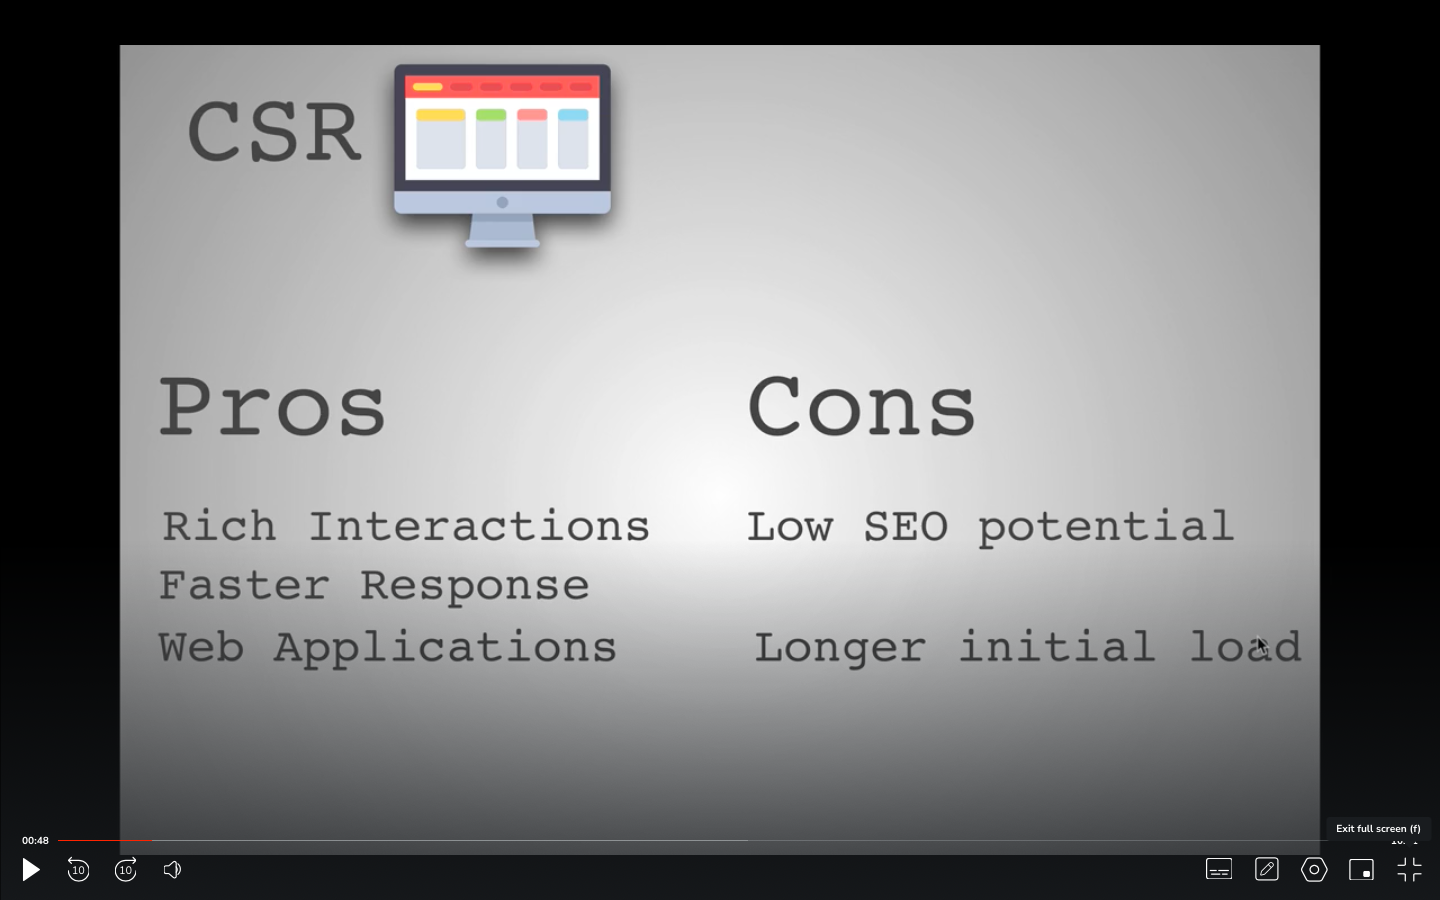 CSR
Pros
Cons
Rich Interactions
Low SEO potential
Faster Response
Web Applications
Longer initial load
Exit full screen (f)
00:48
10
10